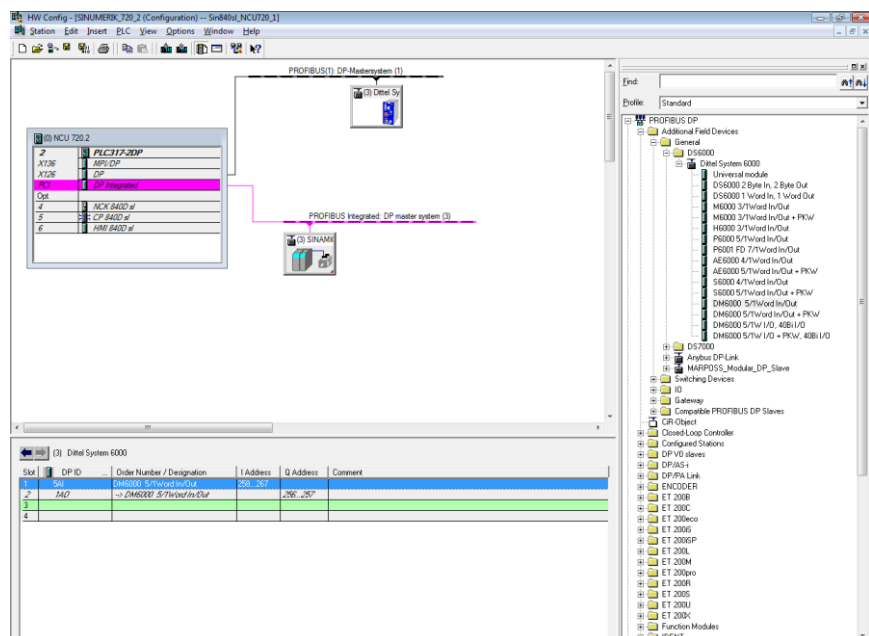 HW Config - [SINUMERIK_720_2 (Configuration) -- Sin840sl_NCU720_1]
Station Edit Insert PLC View Options Window Help
PROFIBUS(1): DP-Mastersystem (1)
(3) Dittel Sy
(0) NCU 720.2
2 PLC317-2DP
X136 MPI/DP
X126 DP
PCI DP Integrated
Opt
4 NCK 840D sl
5 CP 840D sl
6 HMI 840D sl
PROFIBUS Integrated: DP master system (3)
(3) SINAMI
(3) Dittel System 6000
Slot DP ID ... Order Number / Designation I Address Q Address Comment
1 5AI DM6000 5/1Word In/Out 258...267
2 1AO --> DM6000 5/1Word In/Out 256...257
3
4
Find:
Profile: Standard
PROFIBUS DP
Additional Field Devices
General
DS6000
Dittel System 6000
Universal module
DS6000 2 Byte In, 2 Byte Out
DS6000 1 Word In, 1 Word Out
M6000 3/1Word In/Out
M6000 3/1Word In/Out + PKW
H6000 3/1Word In/Out
P6000 5/1Word In/Out
P6001 FD 7/1Word In/Out
AE6000 4/1Word In/Out
AE6000 5/1Word In/Out + PKW
S6000 4/1Word In/Out
S6000 5/1Word In/Out + PKW
DM6000 5/1Word In/Out
DM6000 5/1Word In/Out + PKW
DM6000 5/1W I/O, 40Bi I/O
DM6000 5/1W I/O + PKW, 40Bi I/O
DS7000
Anybus DP-Link
MARPOSS_Modular_DP_Slave
Switching Devices
IO
Gateway
Compatible PROFIBUS DP Slaves
CiR-Object
Closed-Loop Controller
Configured Stations
DP V0 slaves
DP/AS-i
DP/PA Link
ENCODER
ET 200B
ET 200C
ET 200eco
ET 200iS
ET 200iSP
ET 200L
ET 200M
ET 200pro
ET 200R
ET 200S
ET 200U
ET 200X
Function Modules